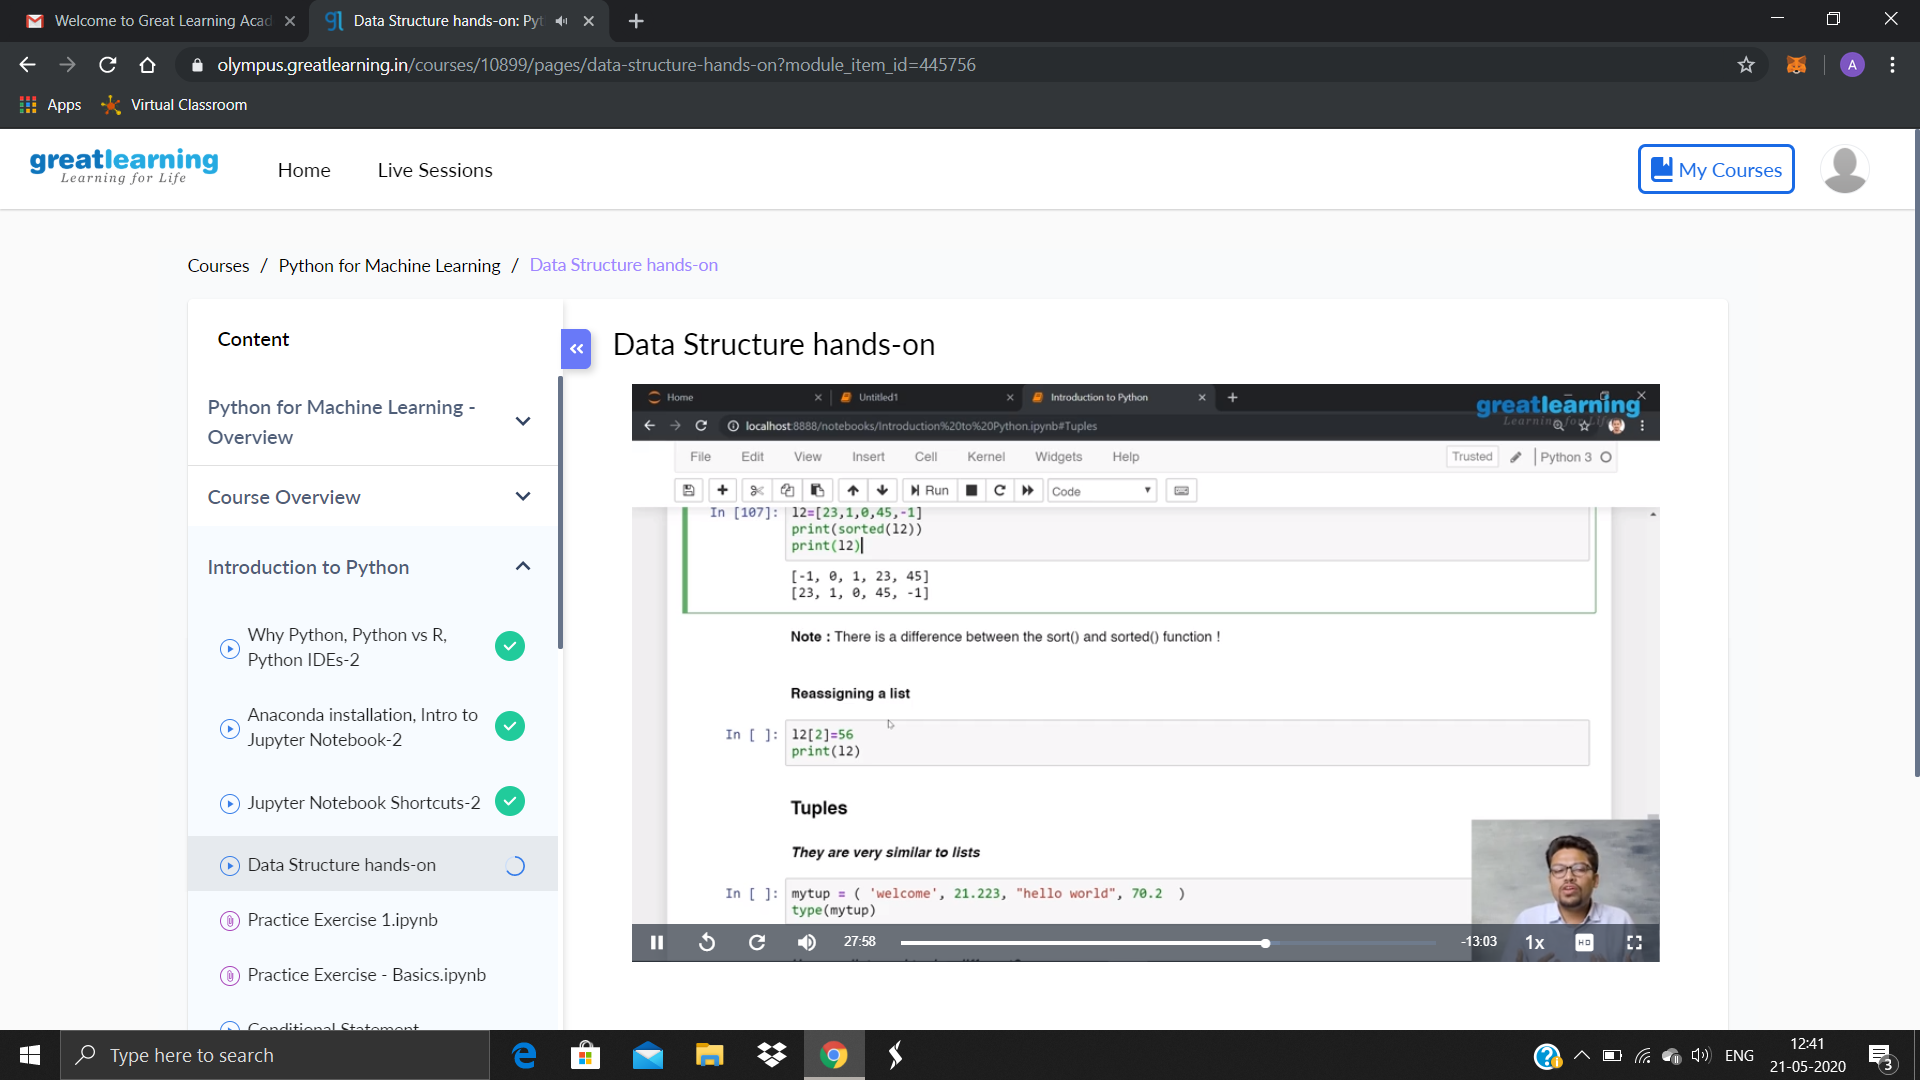 Welcome to Great Learning Acad
Data Structure hands-on: Pyt
olympus.greatlearning.in/courses/10899/pages/data-structure-hands-on?module_item_id=445756
A
Apps
Virtual Classroom
greatlearning
Learning for Life
Home
Live Sessions
My Courses
Courses / Python for Machine Learning / Data Structure hands-on
Content
Python for Machine Learning -
Overview
Course Overview
Introduction to Python
Why Python, Python vs R,
Python IDEs-2
Anaconda installation, Intro to
Jupyter Notebook-2
Jupyter Notebook Shortcuts-2
Data Structure hands-on
Practice Exercise 1.ipynb
Practice Exercise - Basics.ipynb
Conditional Statement
Data Structure hands-on
Home
Untitled1
Introduction to Python
greatlearning
Learning for Life
localhost:8888/notebooks/Introduction%20to%20Python.ipynb#Tuples
File Edit View Insert Cell Kernel Widgets Help
Trusted
Python 3
Run
Code
In [107]: l2=[23,1,0,45,-1]
print(sorted(l2))
print(l2)
[-1, 0, 1, 23, 45]
[23, 1, 0, 45, -1]
Note : There is a difference between the sort() and sorted() function !
Reassigning a list
In [ ]: l2[2]=56
print(l2)
Tuples
They are very similar to lists
In [ ]: mytup = ( 'welcome', 21.223, "hello world", 70.2 )
type(mytup)
27:58
-13:03
1x
HD
Type here to search
ENG
12:41
21-05-2020
3